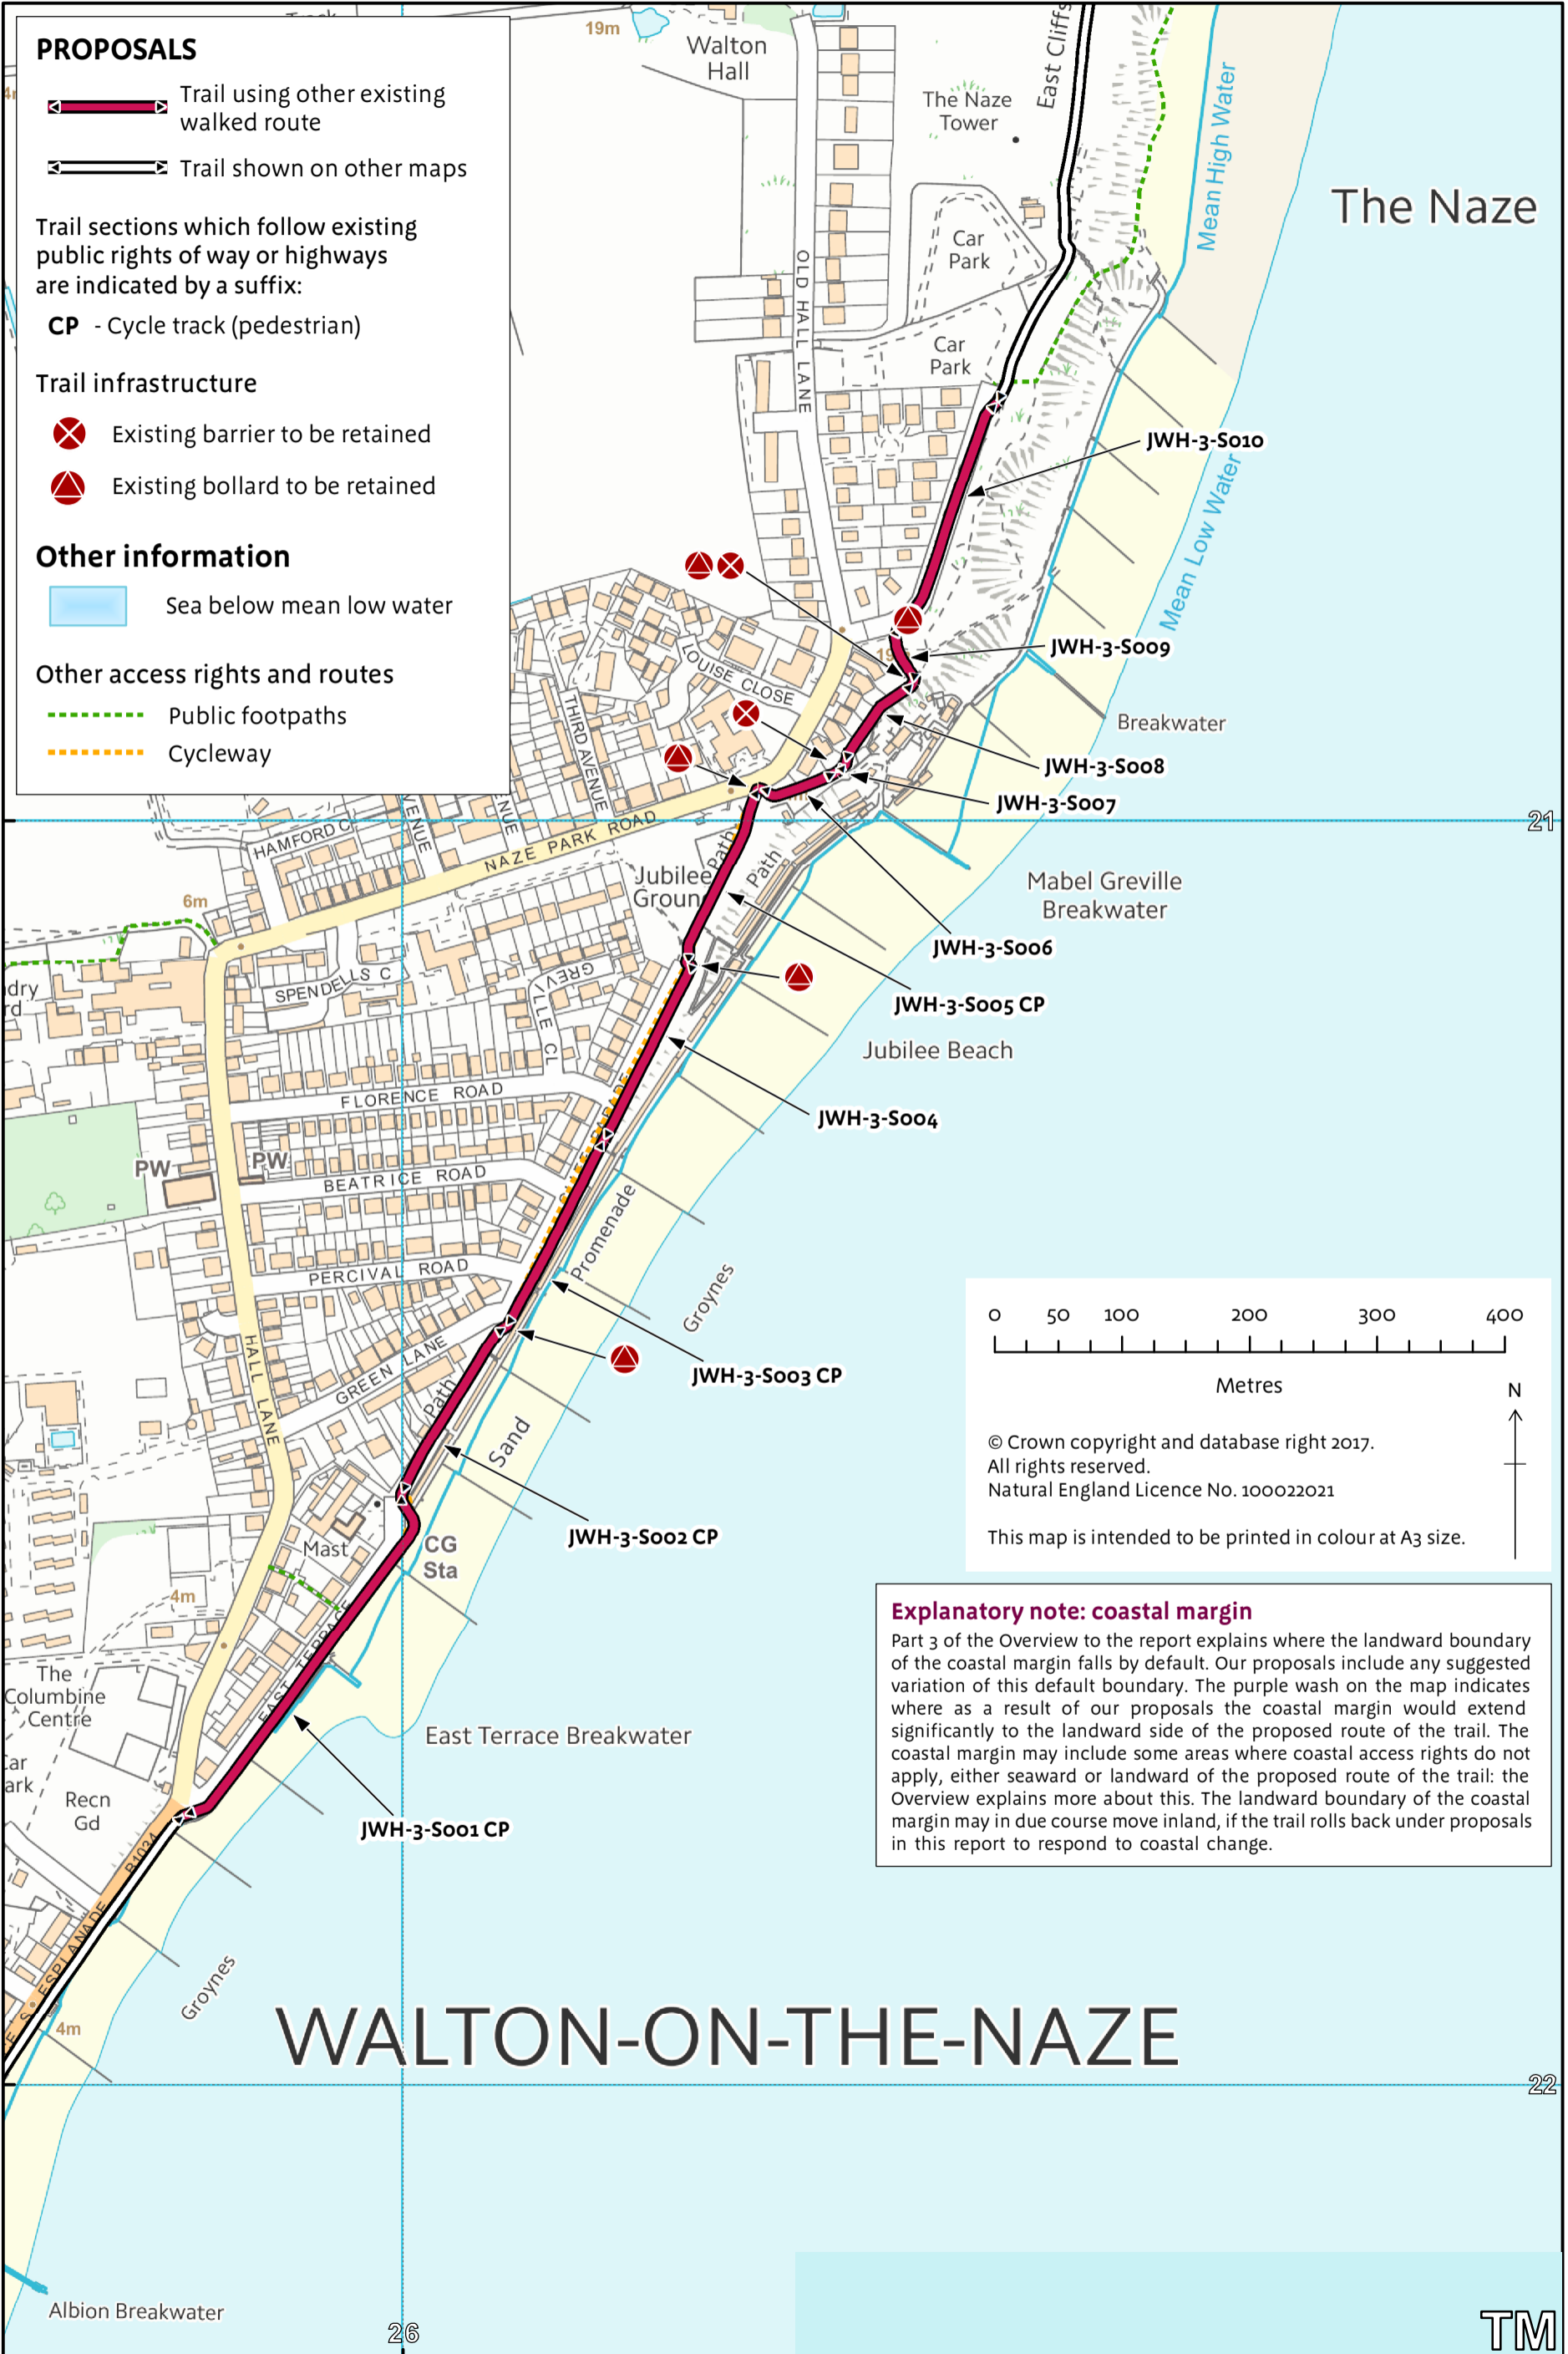 PROPOSALS
Trail using other existing
walked route
Trail shown on other maps
Trail sections which follow existing
public rights of way or highways
are indicated by a suffix:
CP - Cycle track (pedestrian)
Trail infrastructure
Existing barrier to be retained
Existing bollard to be retained
Other information
Sea below mean low water
Other access rights and routes
Public footpaths
Cycleway
19m
Walton
Hall
The Naze
Tower
East Cliffs
Mean High Water
The Naze
Car
Park
OLD HALL LANE
Car
Park
JWH-3-S010
Mean Low Water
JWH-3-S009
LOUISE CLOSE
THIRD AVENUE
Breakwater
JWH-3-S008
JWH-3-S007
21
HAMFORD C
NAZE PARK ROAD
Path
Path
Jubilee
Mabel Greville
Breakwater
6m
JWH-3-S006
SPENDELLS C
GREVILLE CL
JWH-3-S005 CP
Jubilee Beach
FLORENCE ROAD
JWH-3-S004
PW
PW
BEATRICE ROAD
Promenade
PERCIVAL ROAD
Groynes
HALL LANE
GREEN LANE
JWH-3-S003 CP
Path
Sand
JWH-3-S002 CP
Mast
CG
Sta
4m
EAST TERRACE
The
Columbine
Centre
East Terrace Breakwater
Recn
Gd
JWH-3-S001 CP
B1034
ESPLANADE
Groynes
4m
0 50 100 200 300 400
Metres
N
© Crown copyright and database right 2017.
All rights reserved.
Natural England Licence No. 100022021
This map is intended to be printed in colour at A3 size.
Explanatory note: coastal margin
Part 3 of the Overview to the report explains where the landward boundary
of the coastal margin falls by default. Our proposals include any suggested
variation of this default boundary. The purple wash on the map indicates
where as a result of our proposals the coastal margin would extend
significantly to the landward side of the proposed route of the trail. The
coastal margin may include some areas where coastal access rights do not
apply, either seaward or landward of the proposed route of the trail: the
Overview explains more about this. The landward boundary of the coastal
margin may in due course move inland, if the trail rolls back under proposals
in this report to respond to coastal change.
WALTON-ON-THE-NAZE
22
Albion Breakwater
26
TM